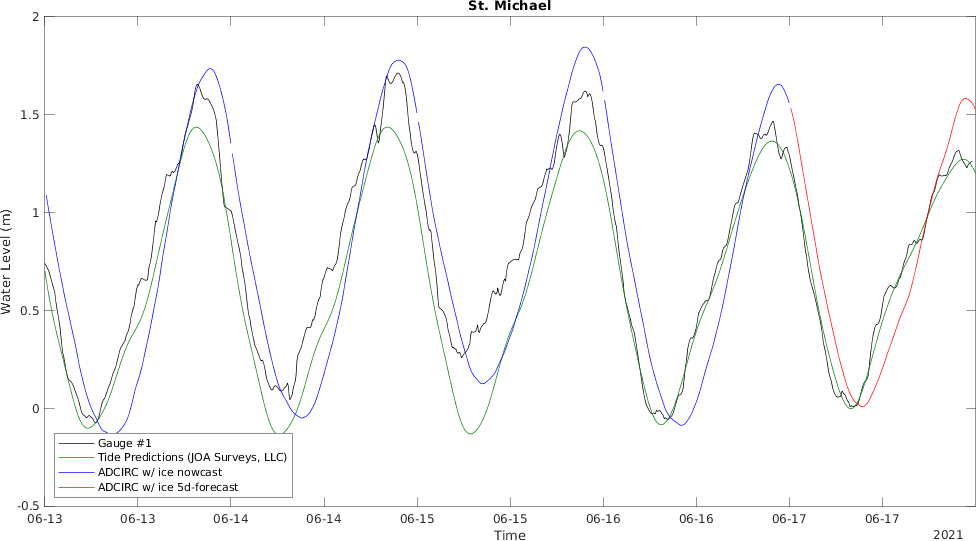 St. Michael
2
1.5
1
0.5
0
-0.5
Water Level (m)
Gauge #1
Tide Predictions (JOA Surveys, LLC)
ADCIRC w/ ice nowcast
ADCIRC w/ ice 5d-forecast
06-13 06-13 06-14 06-14 06-15 06-15 06-16 06-16 06-17 06-17
Time
2021